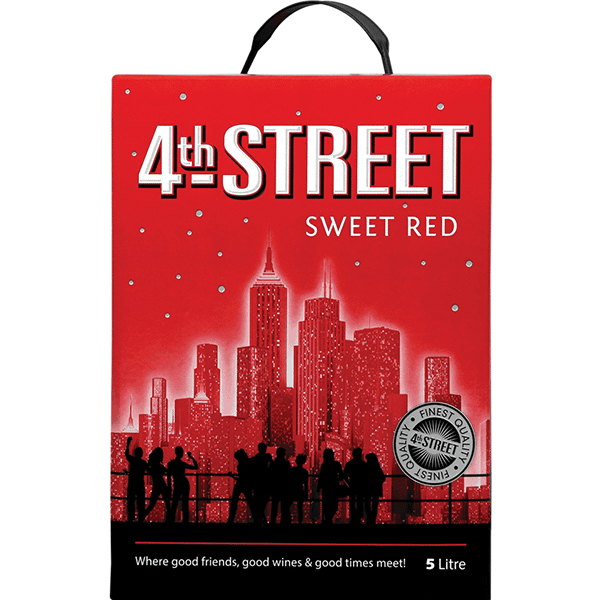 4th STREET
SWEET RED
• FINEST QUALITY •
4th STREET
FINEST QUALITY
Where good friends, good wines & good times meet!
5 Litre